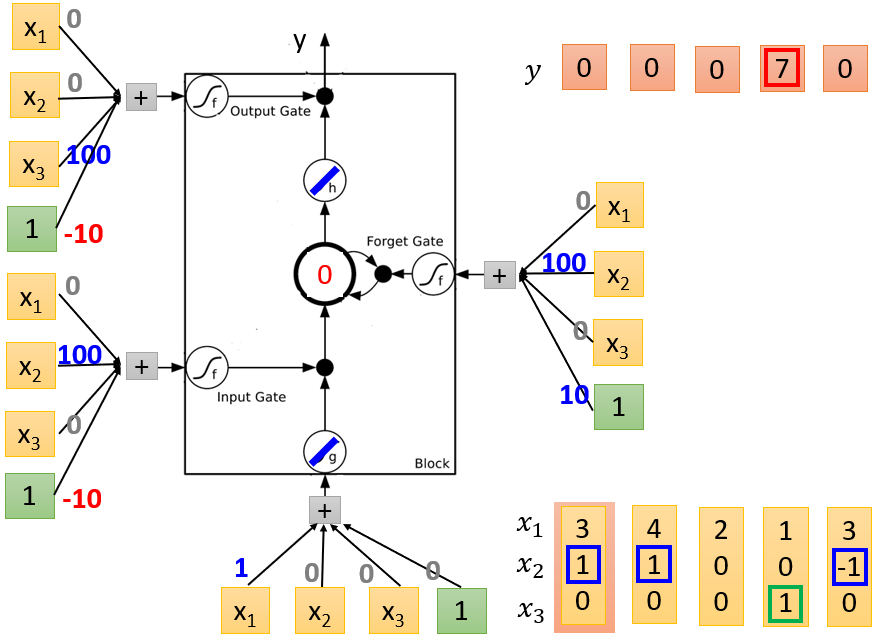 x1 0
x2 0
x3 100
1 -10
+
f
Output Gate
y
h
Forget Gate
0
f
+
0 x1
100 x2
0 x3
10 1
x1 0
x2 100
x3 0
1 -10
+
f
Input Gate
g
Block
+
1 0 0 0
x1 x2 x3 1
y 0 0 0 7 0
x1 3 4 2 1 3
x2 1 1 0 0 -1
x3 0 0 0 1 0